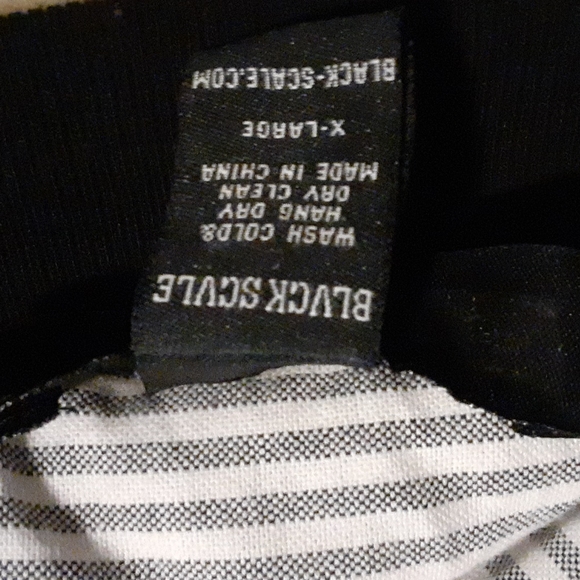 BLVCK SCVLE
WASH COLD&
HANG DRY
DRY CLEAN
MADE IN CHINA
X-LARGE
BLACK-SCALE.COM